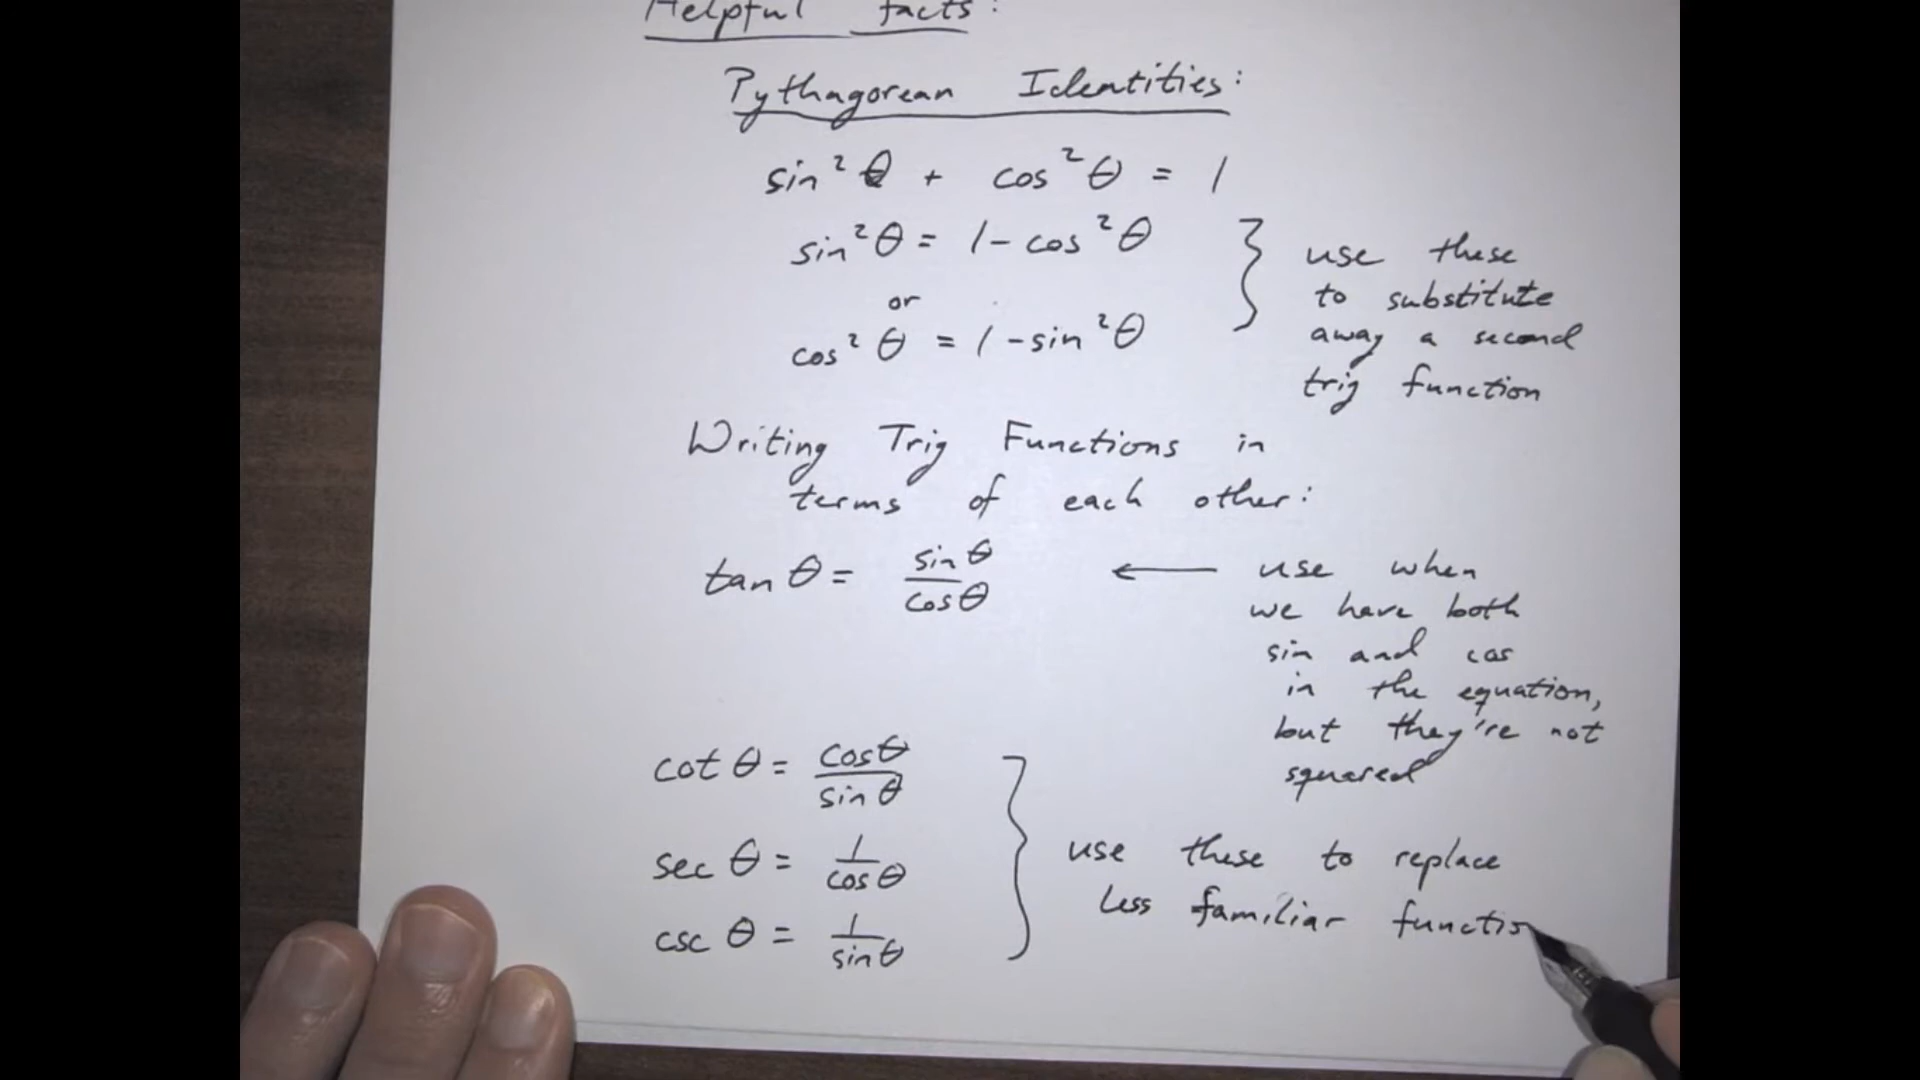 Helpful facts:
Pythagorean Identities:
sin²θ + cos²θ = 1
sin²θ = 1 - cos²θ
or
cos²θ = 1 - sin²θ
} use these
to substitute
away a second
trig function
Writing Trig Functions in
terms of each other:
tan θ = sin θ / cos θ
← use when
we have both
sin and cos
in the equation,
but they're not
squared
cot θ = cos θ / sin θ
sec θ = 1 / cos θ
csc θ = 1 / sin θ
} use these to replace
less familiar functio